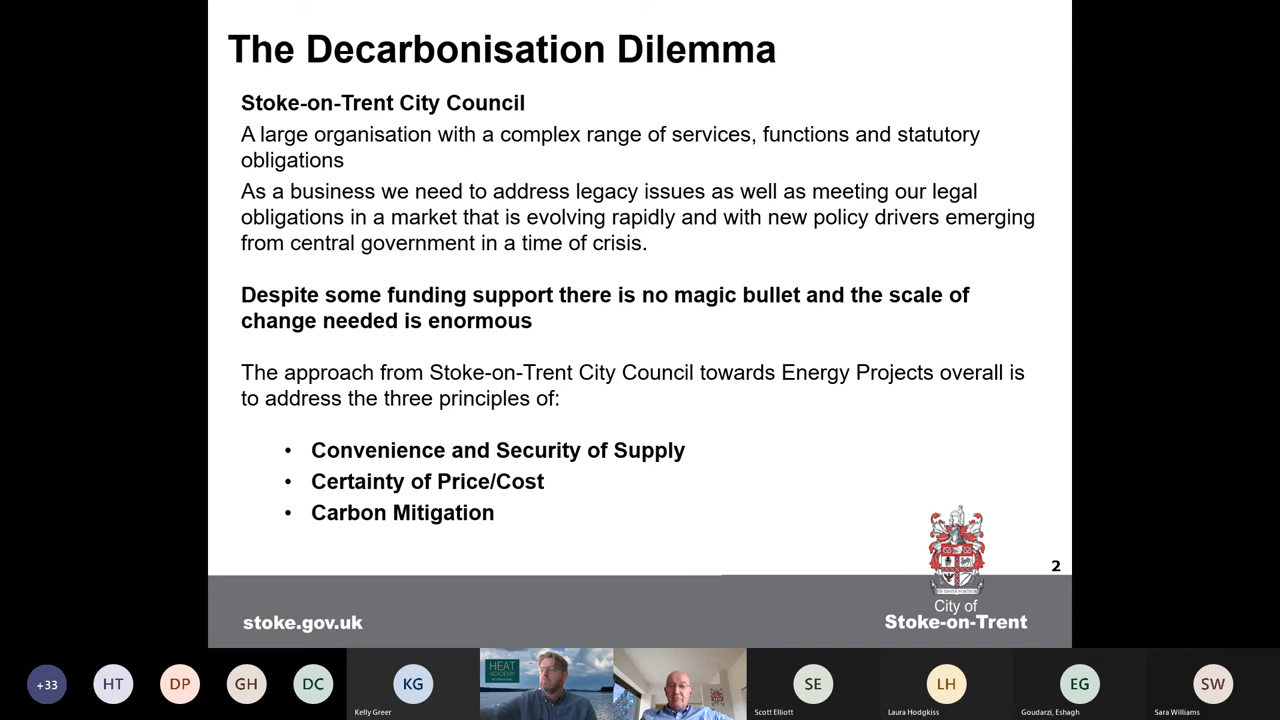 The Decarbonisation Dilemma
Stoke-on-Trent City Council
A large organisation with a complex range of services, functions and statutory
obligations
As a business we need to address legacy issues as well as meeting our legal
obligations in a market that is evolving rapidly and with new policy drivers emerging
from central government in a time of crisis.
Despite some funding support there is no magic bullet and the scale of
change needed is enormous
The approach from Stoke-on-Trent City Council towards Energy Projects overall is
to address the three principles of:
• Convenience and Security of Supply
• Certainty of Price/Cost
• Carbon Mitigation
2
stoke.gov.uk
City of
Stoke-on-Trent
+33
HT
DP
GH
DC
KG
Kelly Greer
HEAT
ACADEMY
SE
Scott Elliott
LH
Laura Hodgkiss
EG
Goudarzi, Eshagh
SW
Sara Williams